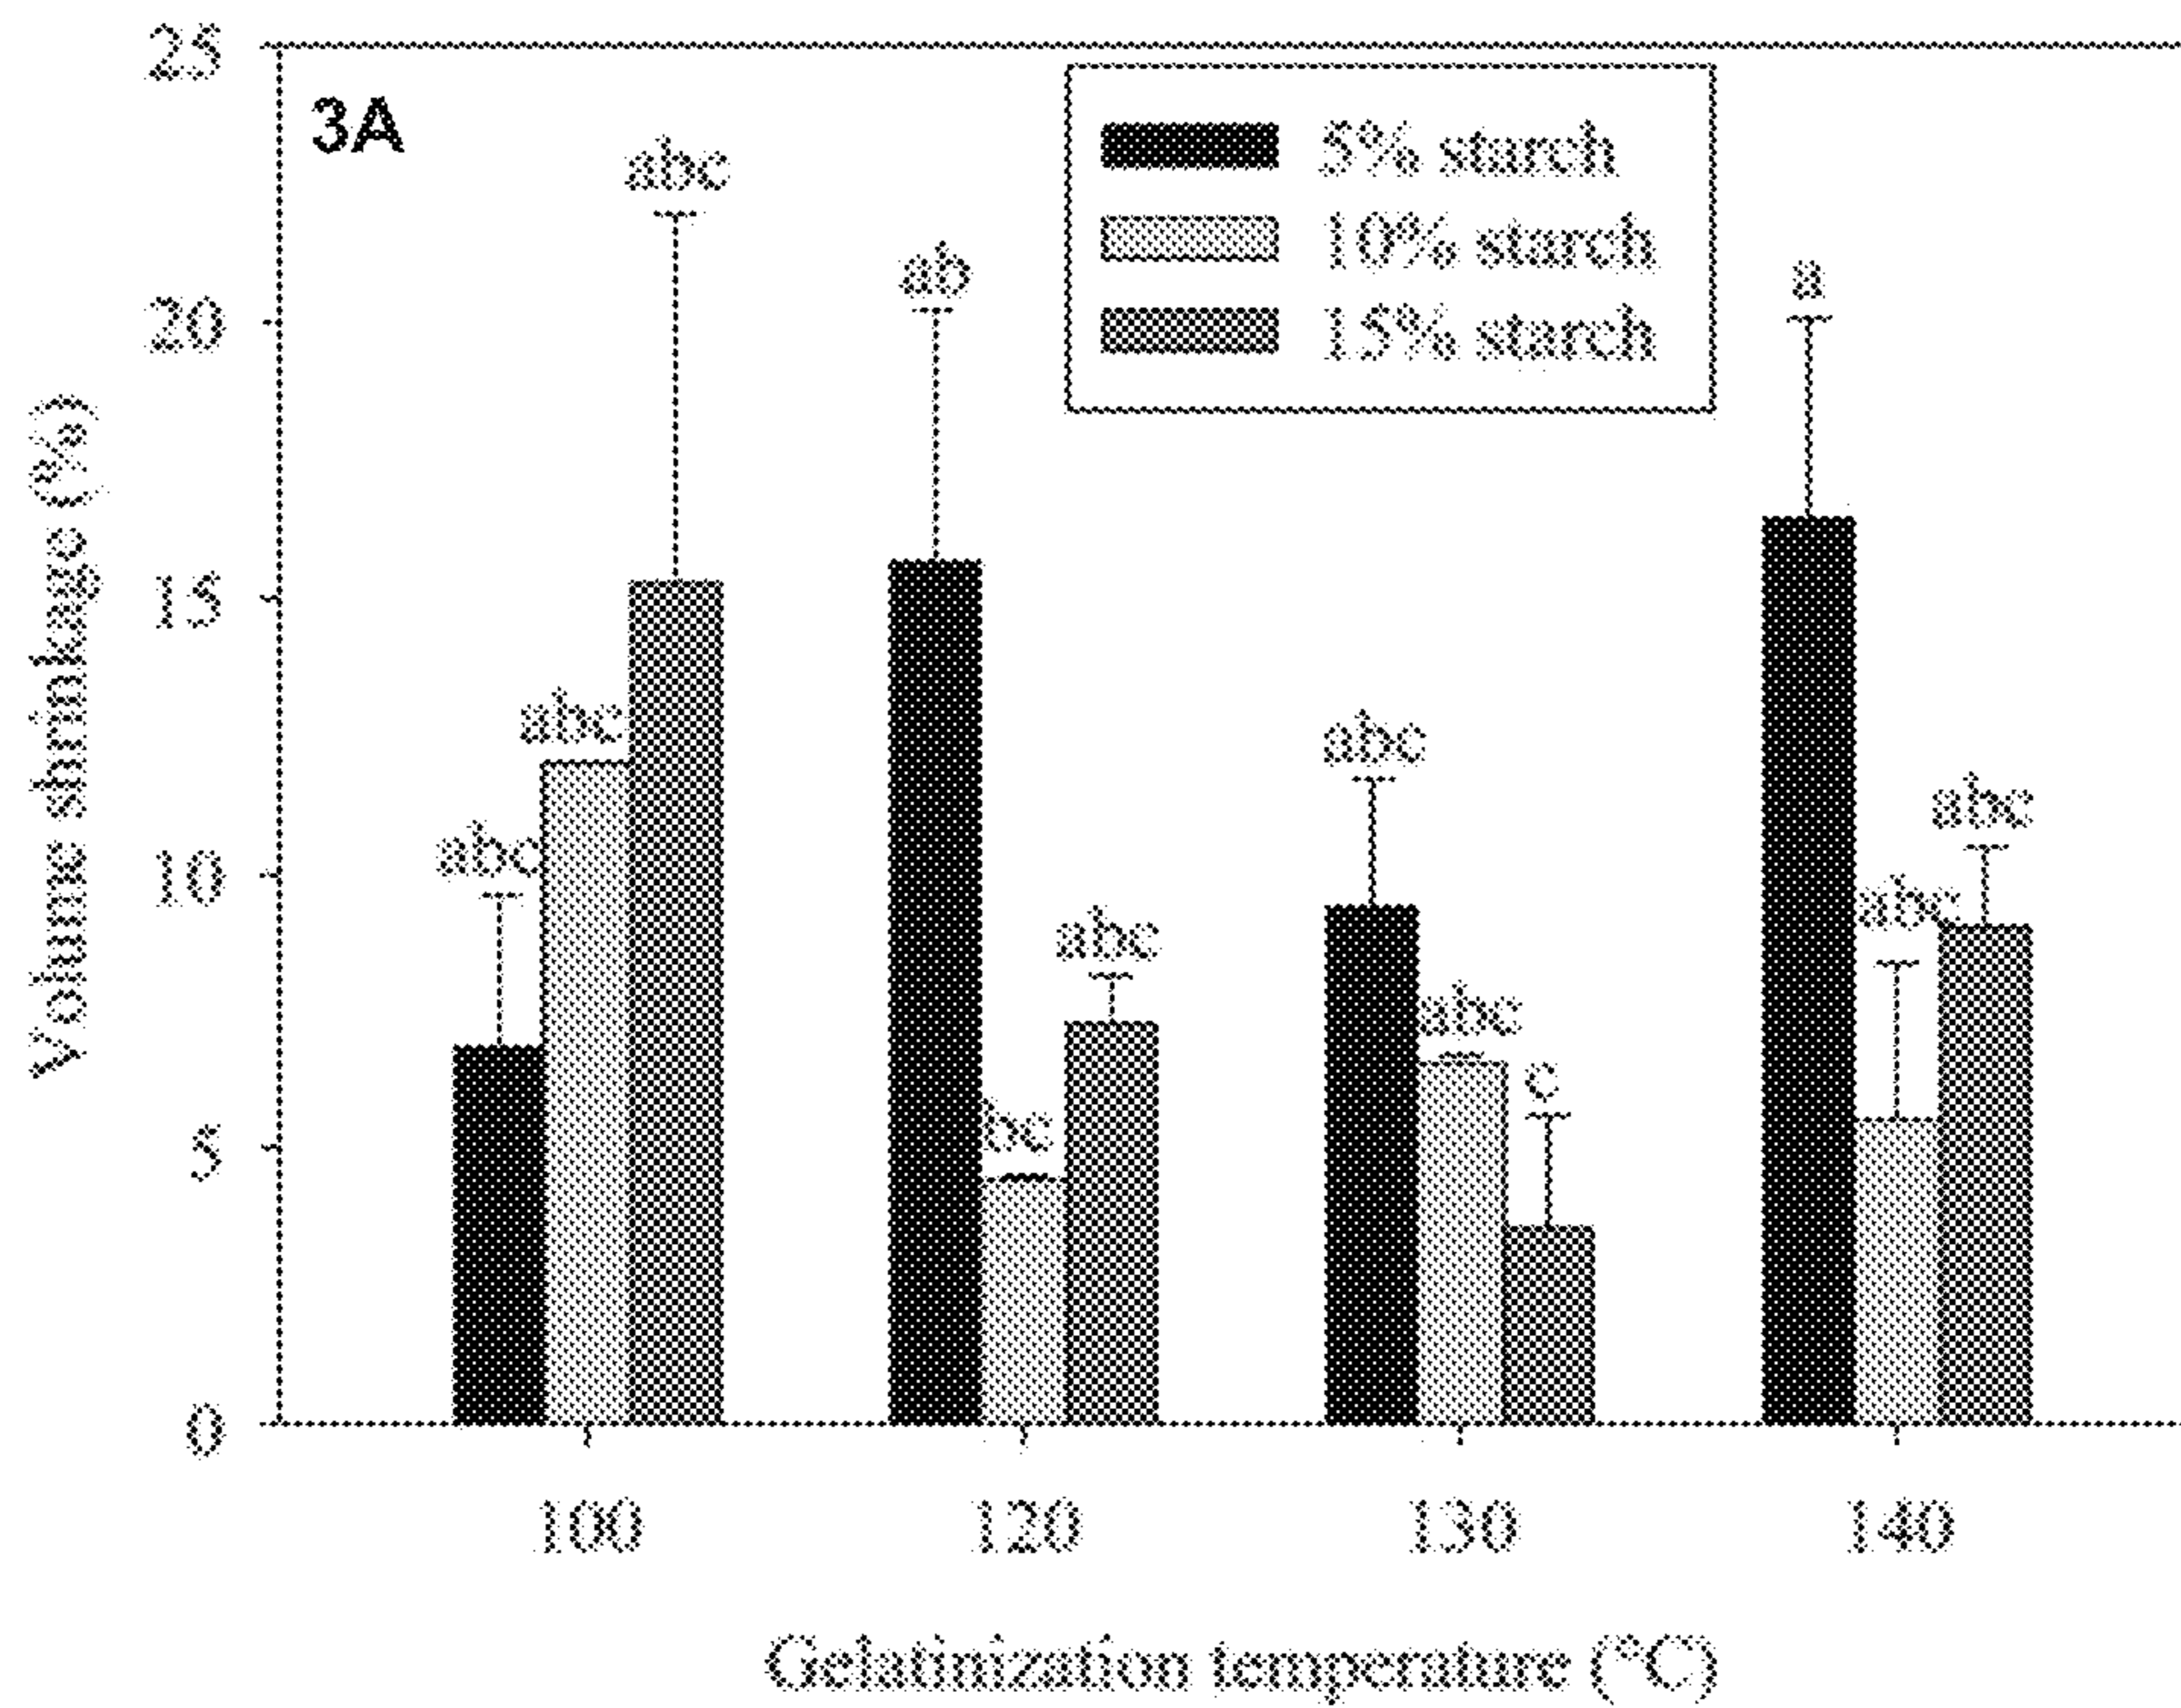 25
3A
abc
5% starch
10% starch
15% starch
ab
a
20
Volume shrinkage (%)
15
abc
abc
abc
abc
10
abc
abc
abc
c
bc
5
0
100
120
130
140
Gelatinization temperature (°C)